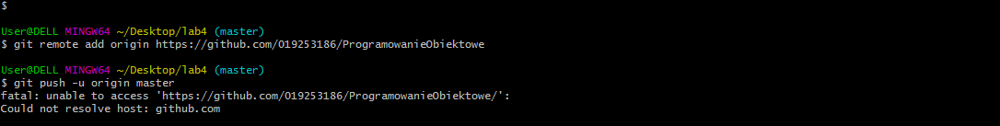 $
User@DELL MINGW64 ~/Desktop/lab4 (master)
$ git remote add origin https://github.com/019253186/ProgramowanieObiektowe
User@DELL MINGW64 ~/Desktop/lab4 (master)
$ git push -u origin master
fatal: unable to access 'https://github.com/019253186/ProgramowanieObiektowe/':
Could not resolve host: github.com